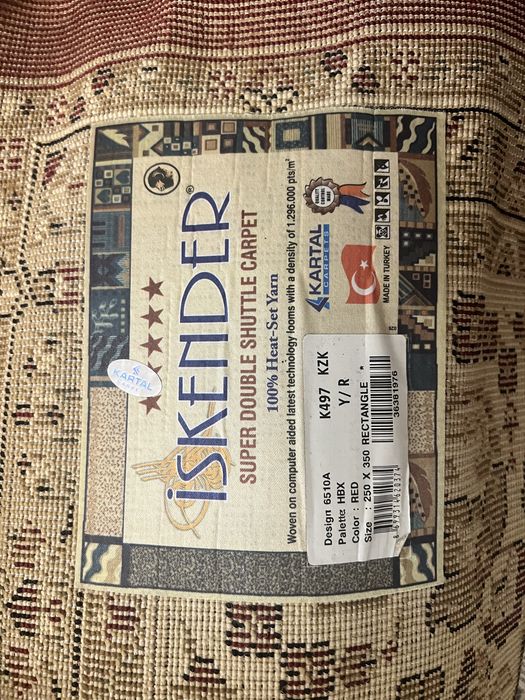 İSKENDER®
SUPER DOUBLE SHUTTLE CARPET
100% Heat-Set Yarn
Woven on computer aided latest technology looms with a density of 1.296.000 pts/m²
KARTAL
CARPETS
MADE IN TURKEY
KARTAL
K497 KZK
Y/R
Design 6510A
Palette: HBX
Color : RED
Size : 250 X 350 RECTANGLE *
36381976